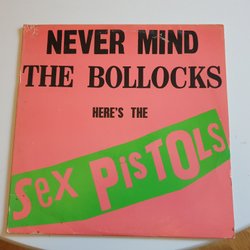 NEVER MIND
THE BOLLOCKS
HERE'S THE
Sex PiSTOLS